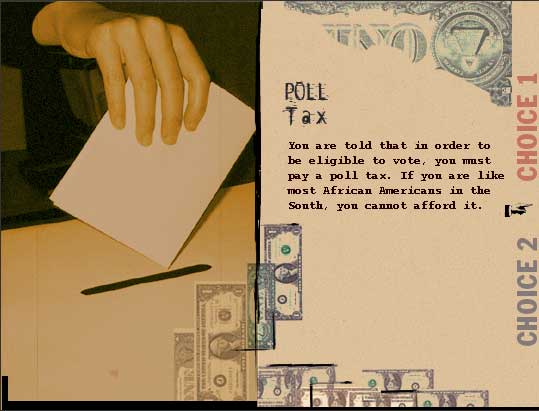 POLL
Tax
You are told that in order to
be eligible to vote, you must
pay a poll tax. If you are like
most African Americans in the
South, you cannot afford it.
CHOICE 1
CHOICE 2